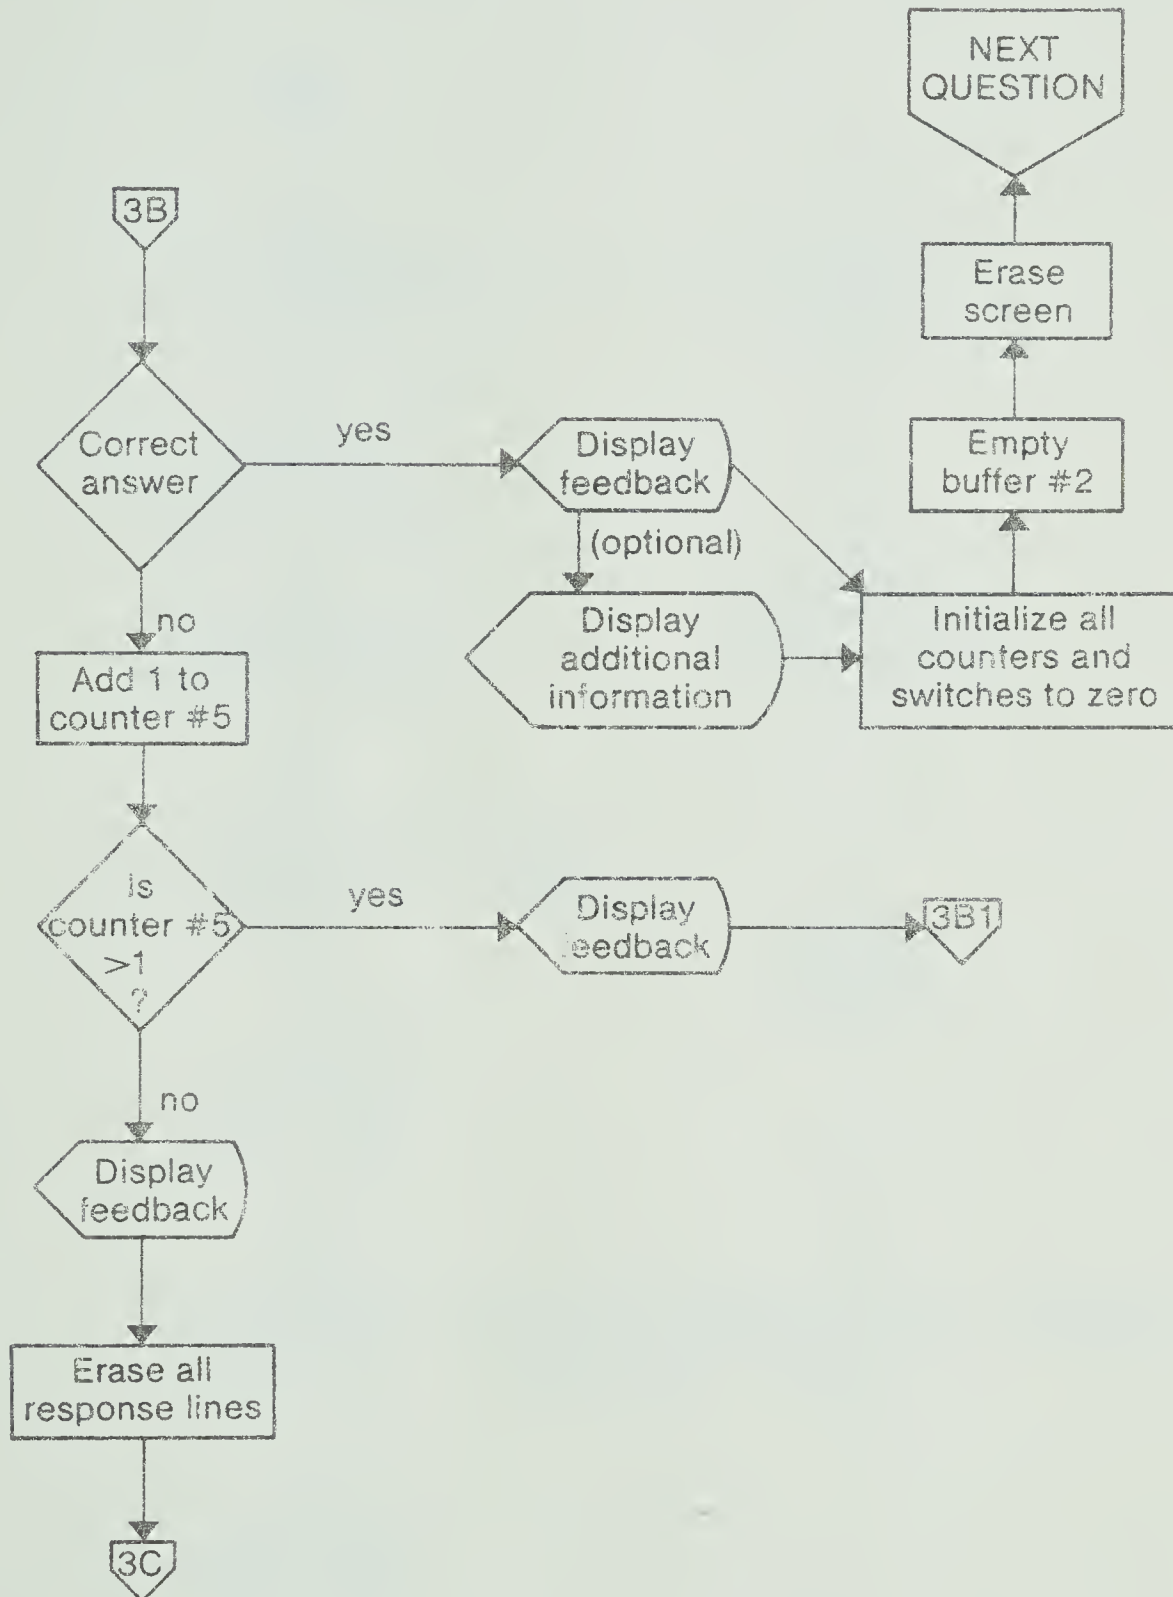 NEXT
QUESTION
3B
Erase
screen
Correct
answer
yes
Display
feedback
Empty
buffer #2
(optional)
no
Display
additional
information
Initialize all
counters and
switches to zero
Add 1 to
counter #5
Is
counter #5
>1
?
yes
Display
feedback
3B1
no
Display
feedback
Erase all
response lines
3C